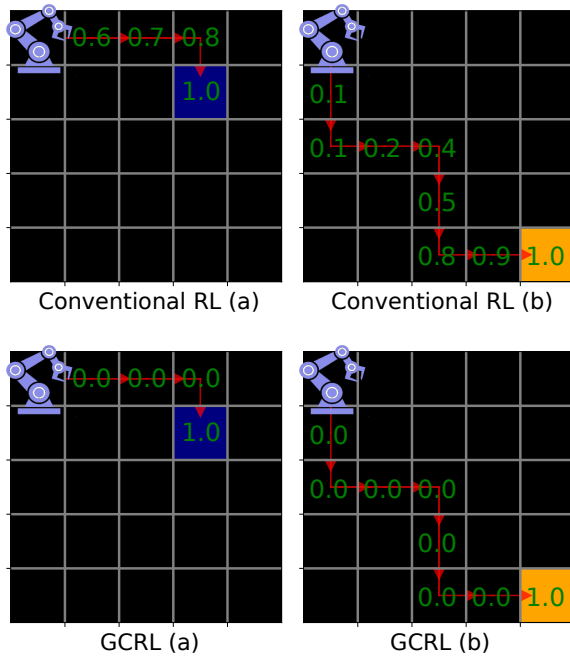 0.6 0.7 0.8
1.0
Conventional RL (a)
0.1
0.1 0.2 0.4
0.5
0.8 0.9 1.0
Conventional RL (b)
0.0 0.0 0.0
1.0
GCRL (a)
0.0
0.0 0.0 0.0
0.0
0.0 0.0 1.0
GCRL (b)